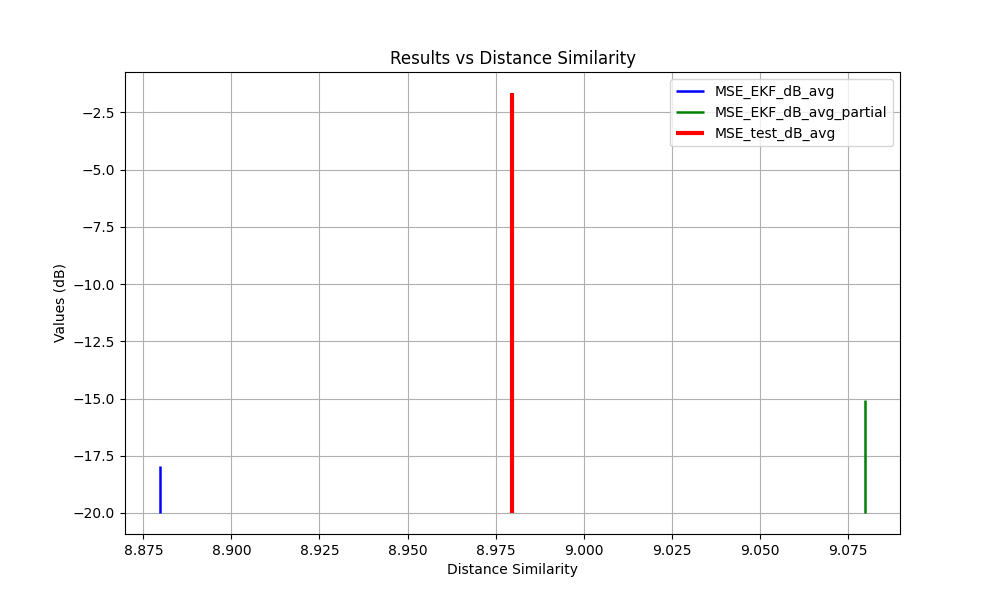 Results vs Distance Similarity
MSE_EKF_dB_avg
MSE_EKF_dB_avg_partial
MSE_test_dB_avg
Values (dB)
−2.5
−5.0
−7.5
−10.0
−12.5
−15.0
−17.5
−20.0
8.875 8.900 8.925 8.950 8.975 9.000 9.025 9.050 9.075
Distance Similarity